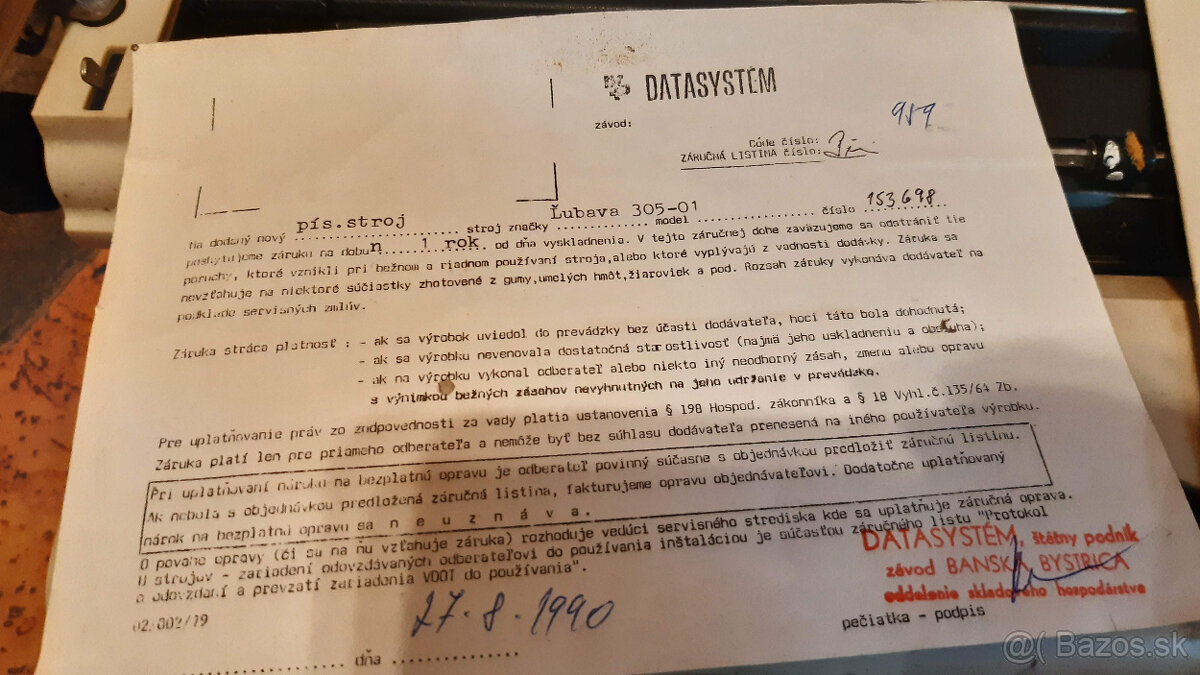 DATASYSTÉM
závod:
959
Kóde číslo:
ZÁRUČNÁ LISTINA číslo:
Na dodaný nový pís.stroj stroj značky Ľubava 305-01 model číslo 153698
poskytujeme záruku na dobu n 1 rok od dňa vyskladnenia. V tejto záručnej dobe zaväzujeme sa odstrániť tie
poruchy, ktoré vznikli pri bežnom a riadnom používaní stroja,alebo ktoré vyplývajú z vadnosti dodávky. Záruka sa
nevzťahuje na niektoré súčiastky zhotovené z gumy,umelých hmôt,žiaroviek a pod. Rozsah záruky vykonáva dodávateľ na
podklade servisných zmlúv.
Záruka stráca platnosť : - ak sa výrobok uviedol do prevádzky bez účasti dodávateľa, hoci táto bola dohodnutá;
- ak sa výrobku nevenovala dostatočná starostlivosť (najmä jeho uskladneniu a obsluha);
- ak na výrobku vykonal odberateľ alebo niekto iný neodborný zásah, zmenu alebo opravu
s výnimkou bežných zásahov nevyhnutných na jeho udržanie v prevádzke.
Pre uplatňovanie práv zo zodpovednosti za vady platia ustanovenia § 198 Hospod. zákonníka a § 18 Vyhl.č.135/64 Zb.
Záruka platí len pre priameho odberateľa a nemôže byť bez súhlasu dodávateľa prenesená na iného používateľa výrobku.
Pri uplatňovaní nároku na bezplatnú opravu je odberateľ povinný súčasne s objednávkou predložiť záručnú listinu.
Ak nebola s objednávkou predložená záručná listina, fakturujeme opravu objednávateľovi. Dodatočne uplatňovaný
nárok na bezplatnú opravu sa n e u z n á v a.
O povahe opravy (či sa na ňu vzťahuje záruka) rozhoduje vedúci servisného strediska kde sa uplatňuje záručná oprava.
U strojov - zariadení odovzdávaných odberateľovi do používania inštaláciou je súčasťou záručného listu "Protokol
o odovzdaní a prevzatí zariadenia VDDT do používania".
DATASYSTÉM, štátny podnik
závod BANSKÁ BYSTRICA
oddelenie skladového hospodárstva
02/002/19
27.8.1990
pečiatka - podpis
dňa
@( Bazos.sk